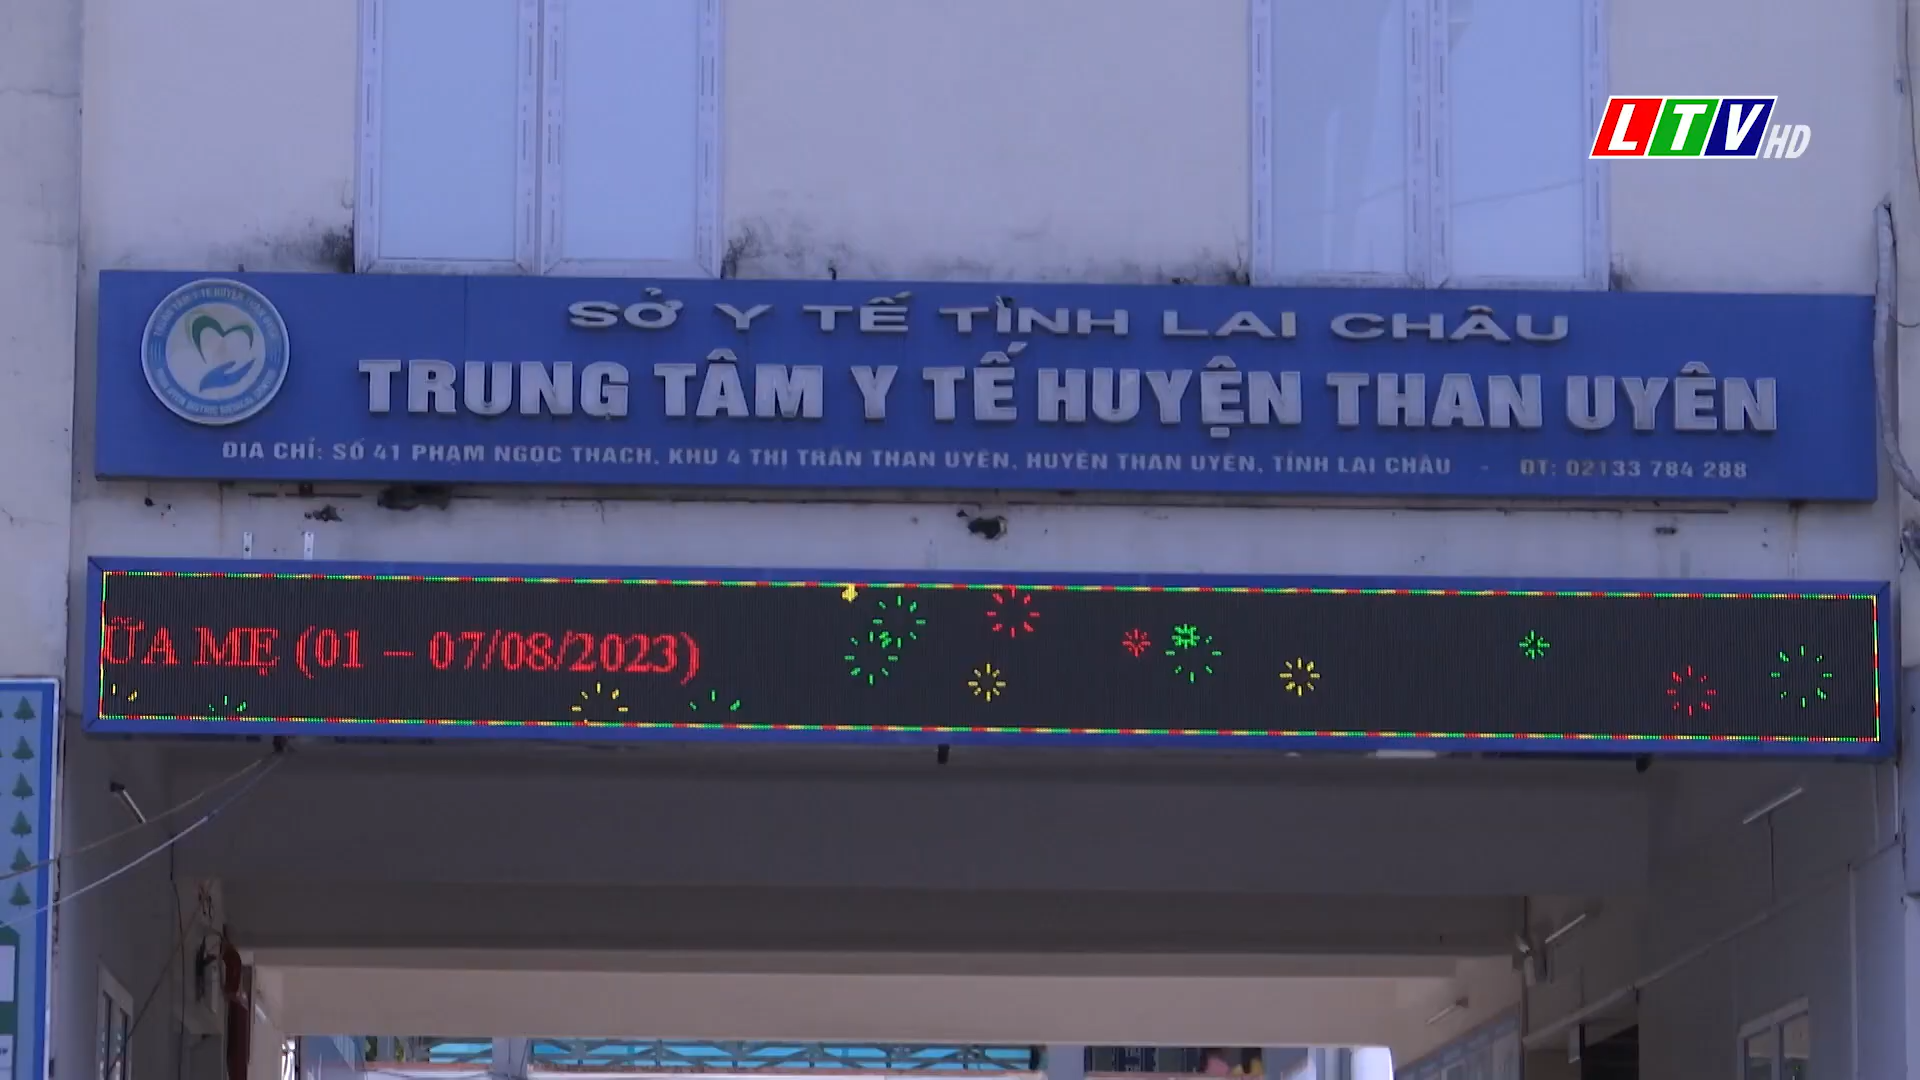 LTV HD
SỞ Y TẾ TỈNH LAI CHÂU
TRUNG TÂM Y TẾ HUYỆN THAN UYÊN
ĐỊA CHỈ: SỐ 41 PHẠM NGỌC THẠCH, KHU 4 THỊ TRẤN THAN UYÊN, HUYỆN THAN UYÊN, TỈNH LAI CHÂU - ĐT: 02133 784 288
ỮA MẸ (01 – 07/08/2023)